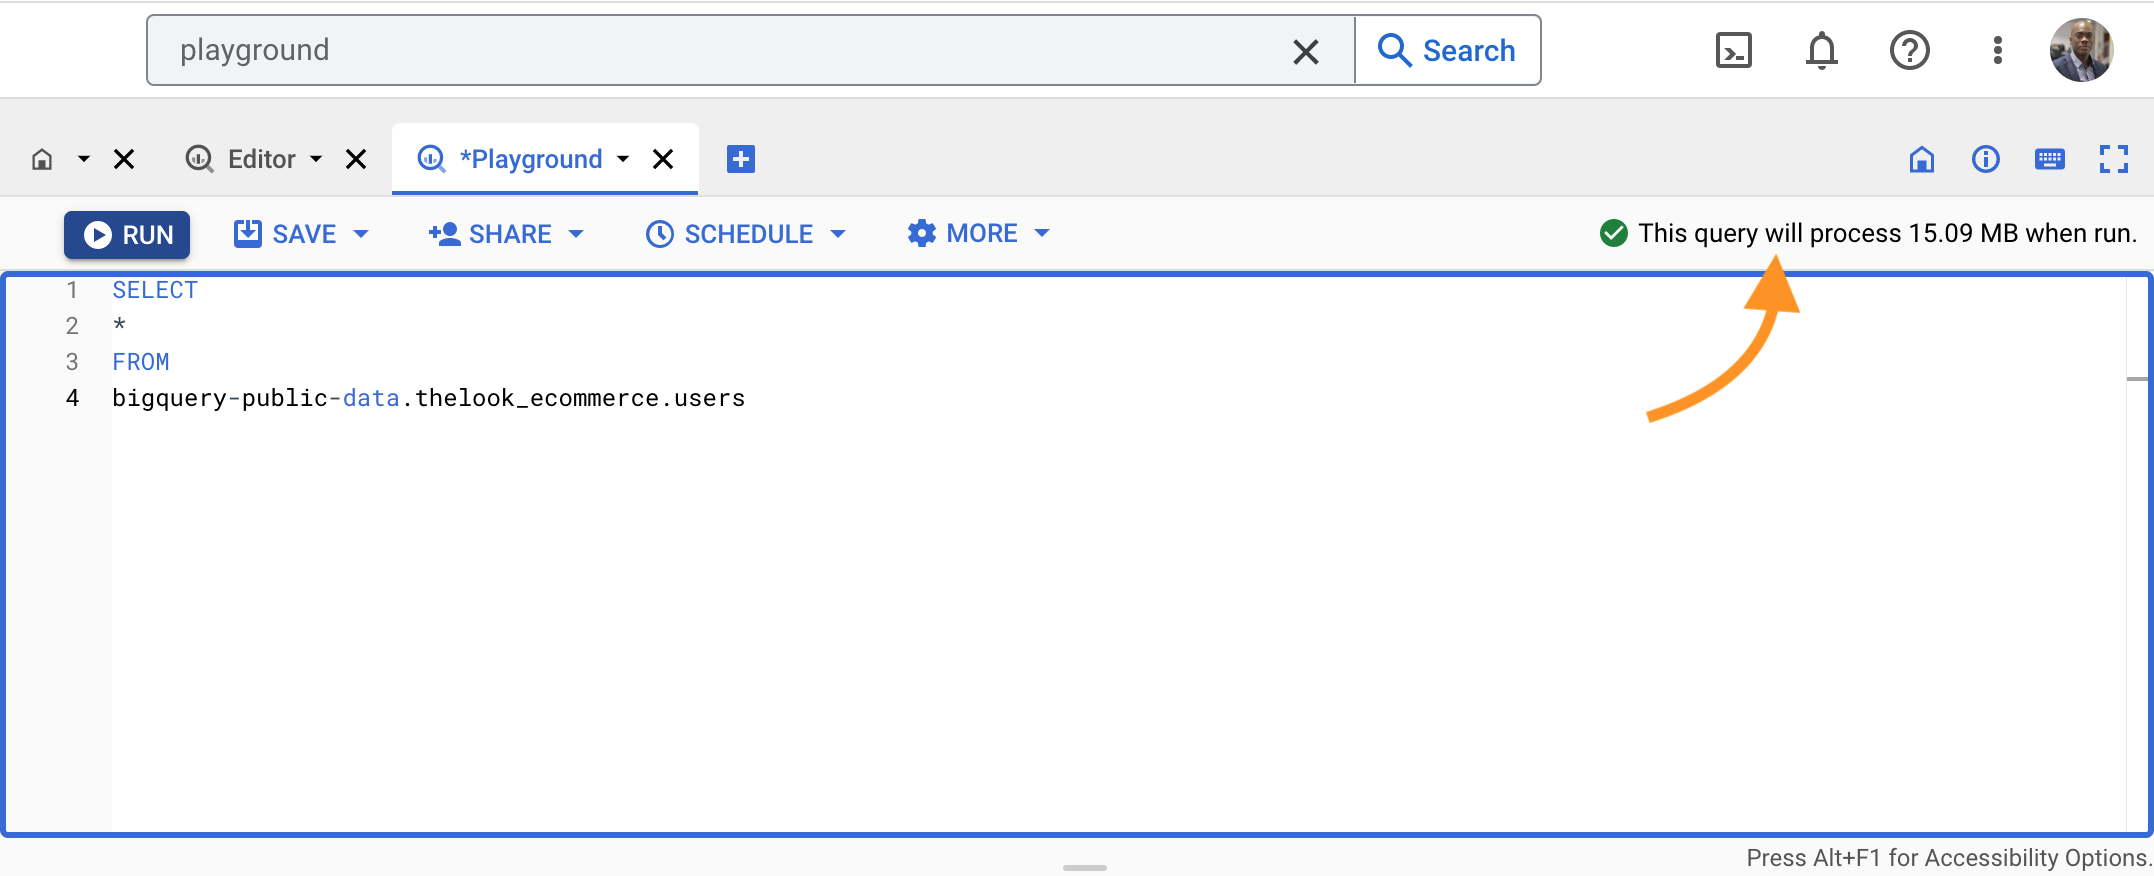 playground
Search
Editor
*Playground
RUN
SAVE
SHARE
SCHEDULE
MORE
This query will process 15.09 MB when run.
1 SELECT
2 *
3 FROM
4 bigquery-public-data.thelook_ecommerce.users
Press Alt+F1 for Accessibility Options.